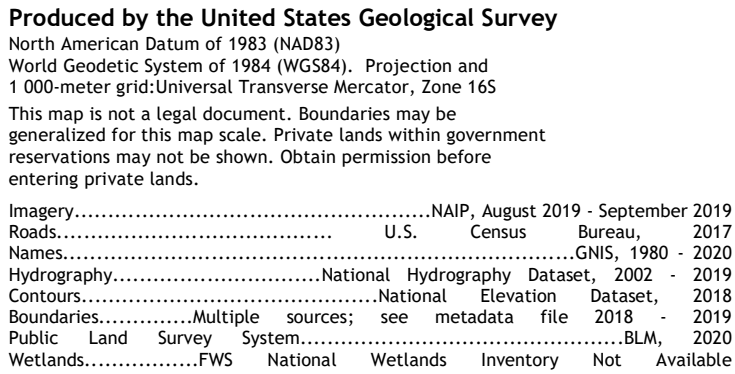 Produced by the United States Geological Survey
North American Datum of 1983 (NAD83)
World Geodetic System of 1984 (WGS84). Projection and
1 000-meter grid:Universal Transverse Mercator, Zone 16S
This map is not a legal document. Boundaries may be
generalized for this map scale. Private lands within government
reservations may not be shown. Obtain permission before
entering private lands.
Imagery.....................................................NAIP, August 2019 - September 2019
Roads......................................... U.S. Census Bureau, 2017
Names............................................................................GNIS, 1980 - 2020
Hydrography...............................National Hydrography Dataset, 2002 - 2019
Contours............................................National Elevation Dataset, 2018
Boundaries..............Multiple sources; see metadata file 2018 - 2019
Public Land Survey System................................................BLM, 2020
Wetlands.................FWS National Wetlands Inventory Not Available